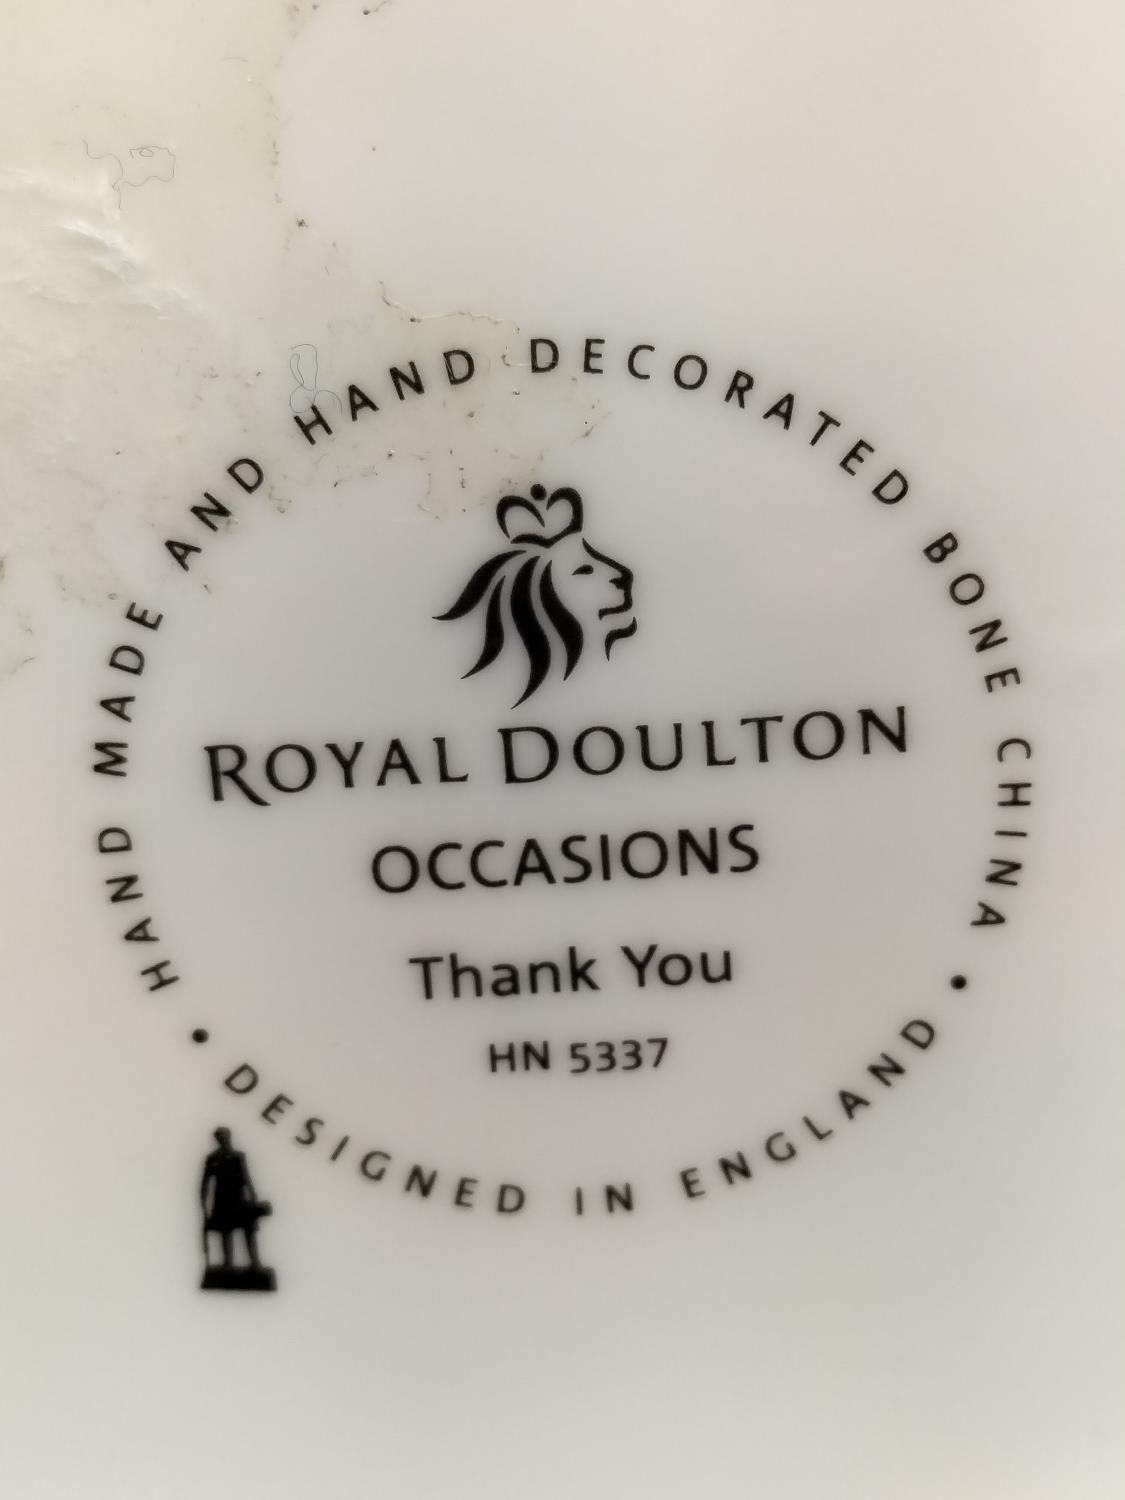 HAND MADE AND HAND DECORATED BONE CHINA
ROYAL DOULTON
OCCASIONS
Thank You
HN 5337
• DESIGNED IN ENGLAND •